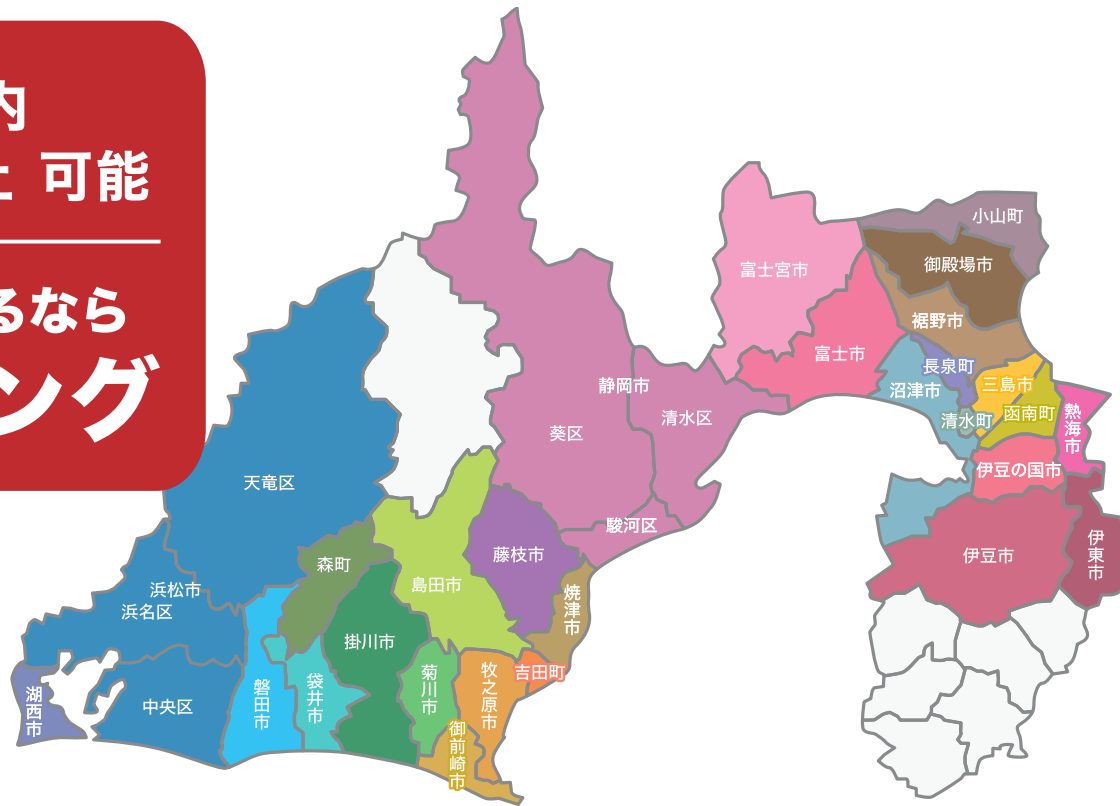 内
可能
るなら
ング
小山町
富士宮市
御殿場市
裾野市
富士市
長泉町
沼津市
三島市
函南町
清水町
熱海市
伊豆の国市
伊豆市
伊東市
静岡市
清水区
葵区
駿河区
天竜区
森町
藤枝市
島田市
焼津市
浜松市
浜名区
掛川市
吉田町
湖西市
中央区
磐田市
袋井市
菊川市
牧之原市
御前崎市